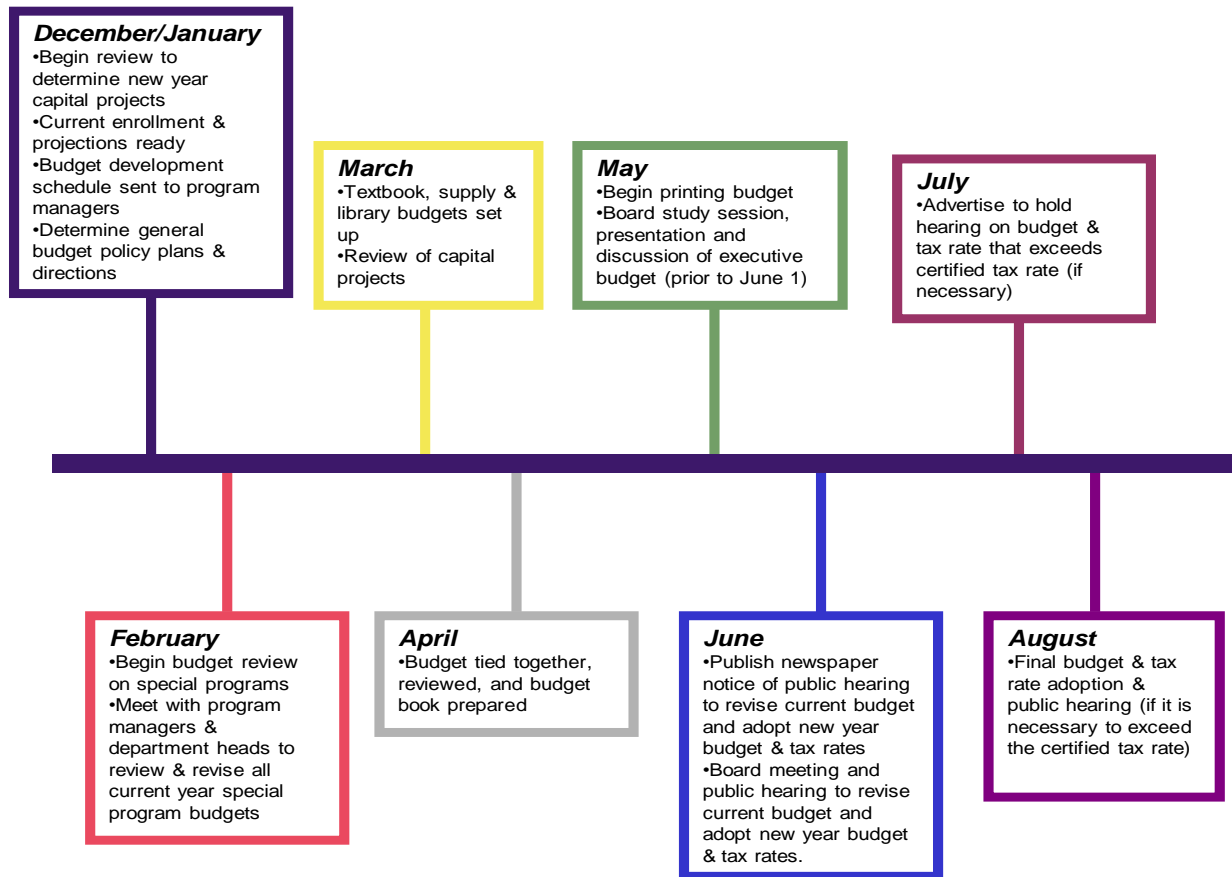 December/January
•Begin review to
determine new year
capital projects
•Current enrollment &
projections ready
•Budget development
schedule sent to program
managers
•Determine general
budget policy plans &
directions
March
•Textbook, supply &
library budgets set
up
•Review of capital
projects
May
•Begin printing budget
•Board study session,
presentation and
discussion of executive
budget (prior to June 1)
July
•Advertise to hold
hearing on budget &
tax rate that exceeds
certified tax rate (if
necessary)
February
•Begin budget review
on special programs
•Meet with program
managers &
department heads to
review & revise all
current year special
program budgets
April
•Budget tied together,
reviewed, and budget
book prepared
June
•Publish newspaper
notice of public hearing
to revise current budget
and adopt new year
budget & tax rates
•Board meeting and
public hearing to revise
current budget and
adopt new year budget
& tax rates.
August
•Final budget & tax
rate adoption &
public hearing (if it is
necessary to exceed
the certified tax rate)